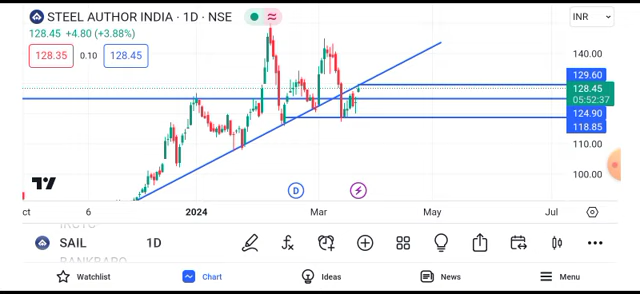 STEEL AUTHOR INDIA · 1D · NSE
INR
128.45 +4.80 (+3.88%)
128.35 0.10 128.45
140.00
129.60
128.45
05:52:37
124.90
118.85
110.00
100.00
D
ct 6 2024 Mar May Jul
SAIL 1D
Watchlist Chart Ideas News Menu